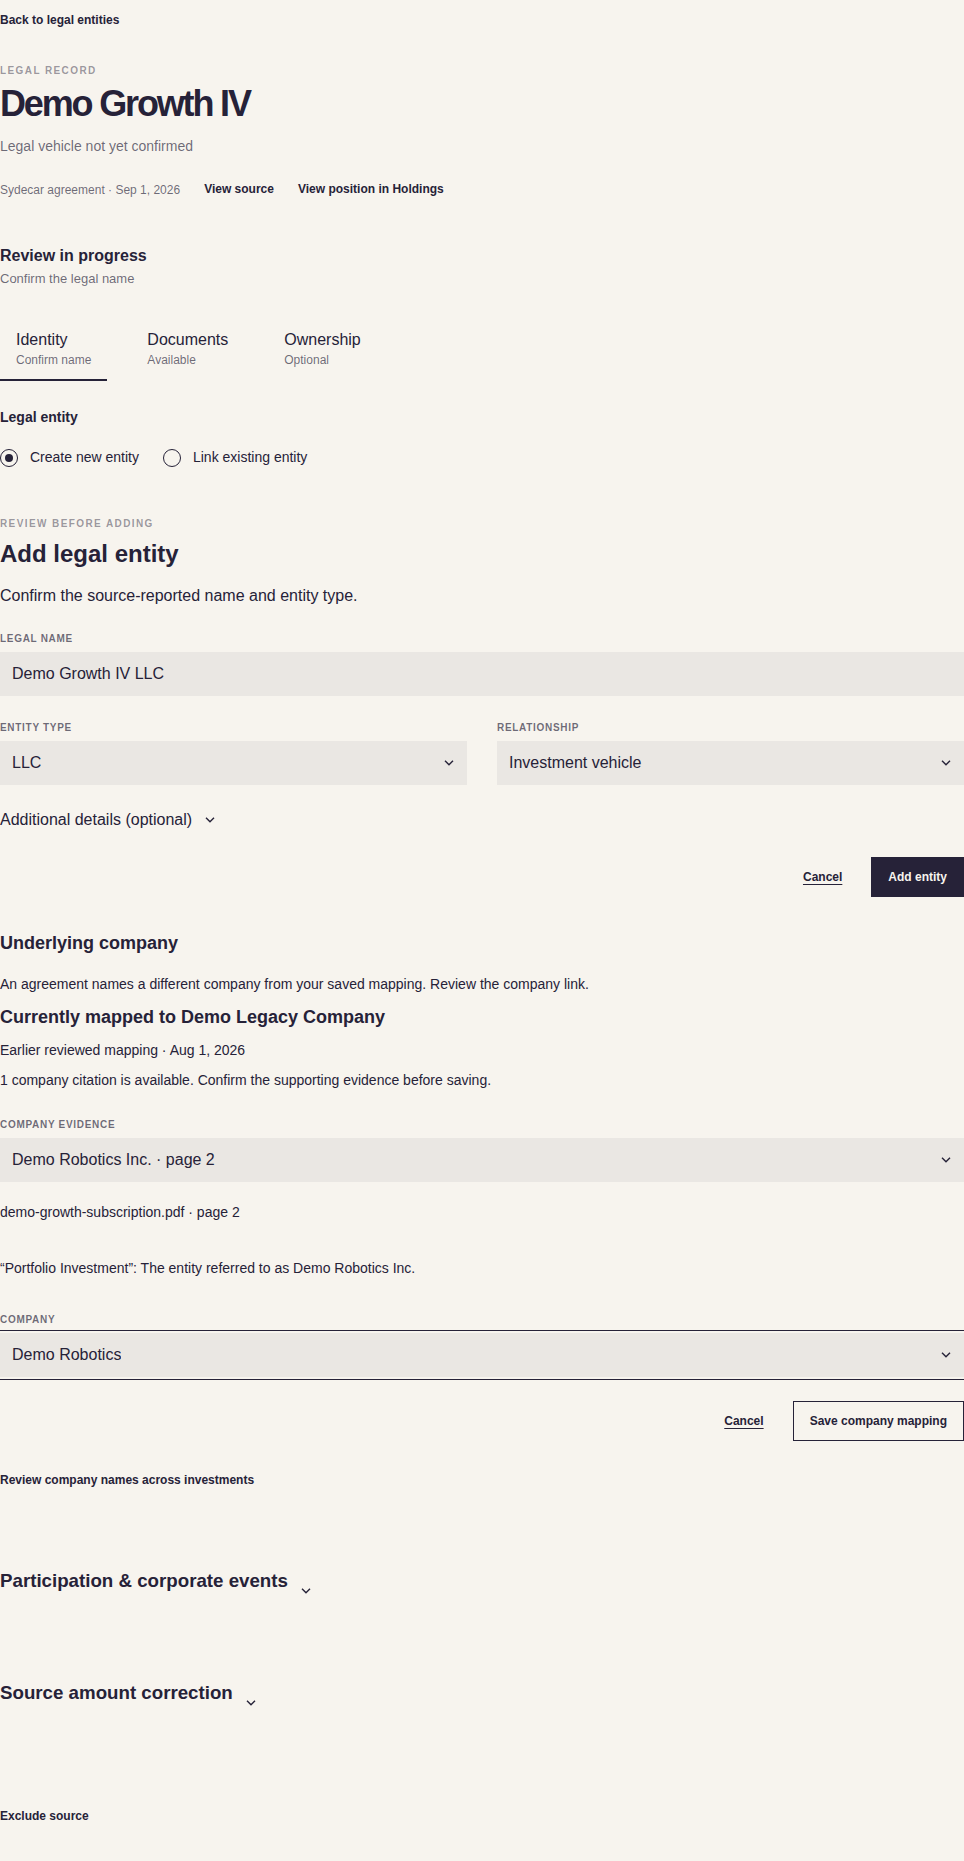 Back to legal entities
LEGAL RECORD
Demo Growth IV
Legal vehicle not yet confirmed
Sydecar agreement · Sep 1, 2026 View source View position in Holdings
Review in progress
Confirm the legal name
Identity Documents Ownership
Confirm name Available Optional
Legal entity
Create new entity Link existing entity
REVIEW BEFORE ADDING
Add legal entity
Confirm the source-reported name and entity type.
LEGAL NAME
Demo Growth IV LLC
ENTITY TYPE RELATIONSHIP
LLC Investment vehicle
Additional details (optional)
Cancel Add entity
Underlying company
An agreement names a different company from your saved mapping. Review the company link.
Currently mapped to Demo Legacy Company
Earlier reviewed mapping · Aug 1, 2026
1 company citation is available. Confirm the supporting evidence before saving.
COMPANY EVIDENCE
Demo Robotics Inc. · page 2
demo-growth-subscription.pdf · page 2
“Portfolio Investment”: The entity referred to as Demo Robotics Inc.
COMPANY
Demo Robotics
Cancel Save company mapping
Review company names across investments
Participation & corporate events
Source amount correction
Exclude source